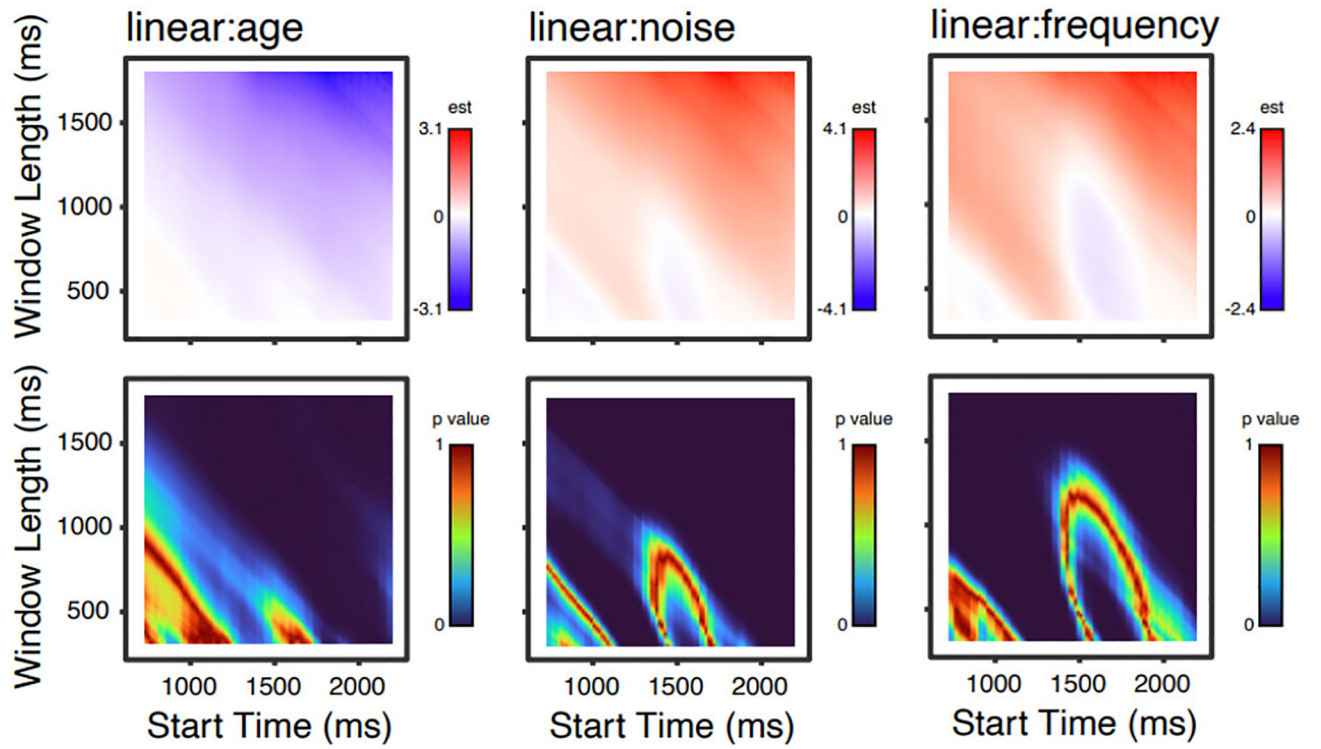 linear:age
linear:noise
linear:frequency
Window Length (ms)
1500
1000
500
est
3.1
0
-3.1
est
4.1
0
-4.1
est
2.4
0
-2.4
Window Length (ms)
1500
1000
500
p value
1
0
p value
1
0
p value
1
0
1000 1500 2000
1000 1500 2000
1000 1500 2000
Start Time (ms)
Start Time (ms)
Start Time (ms)